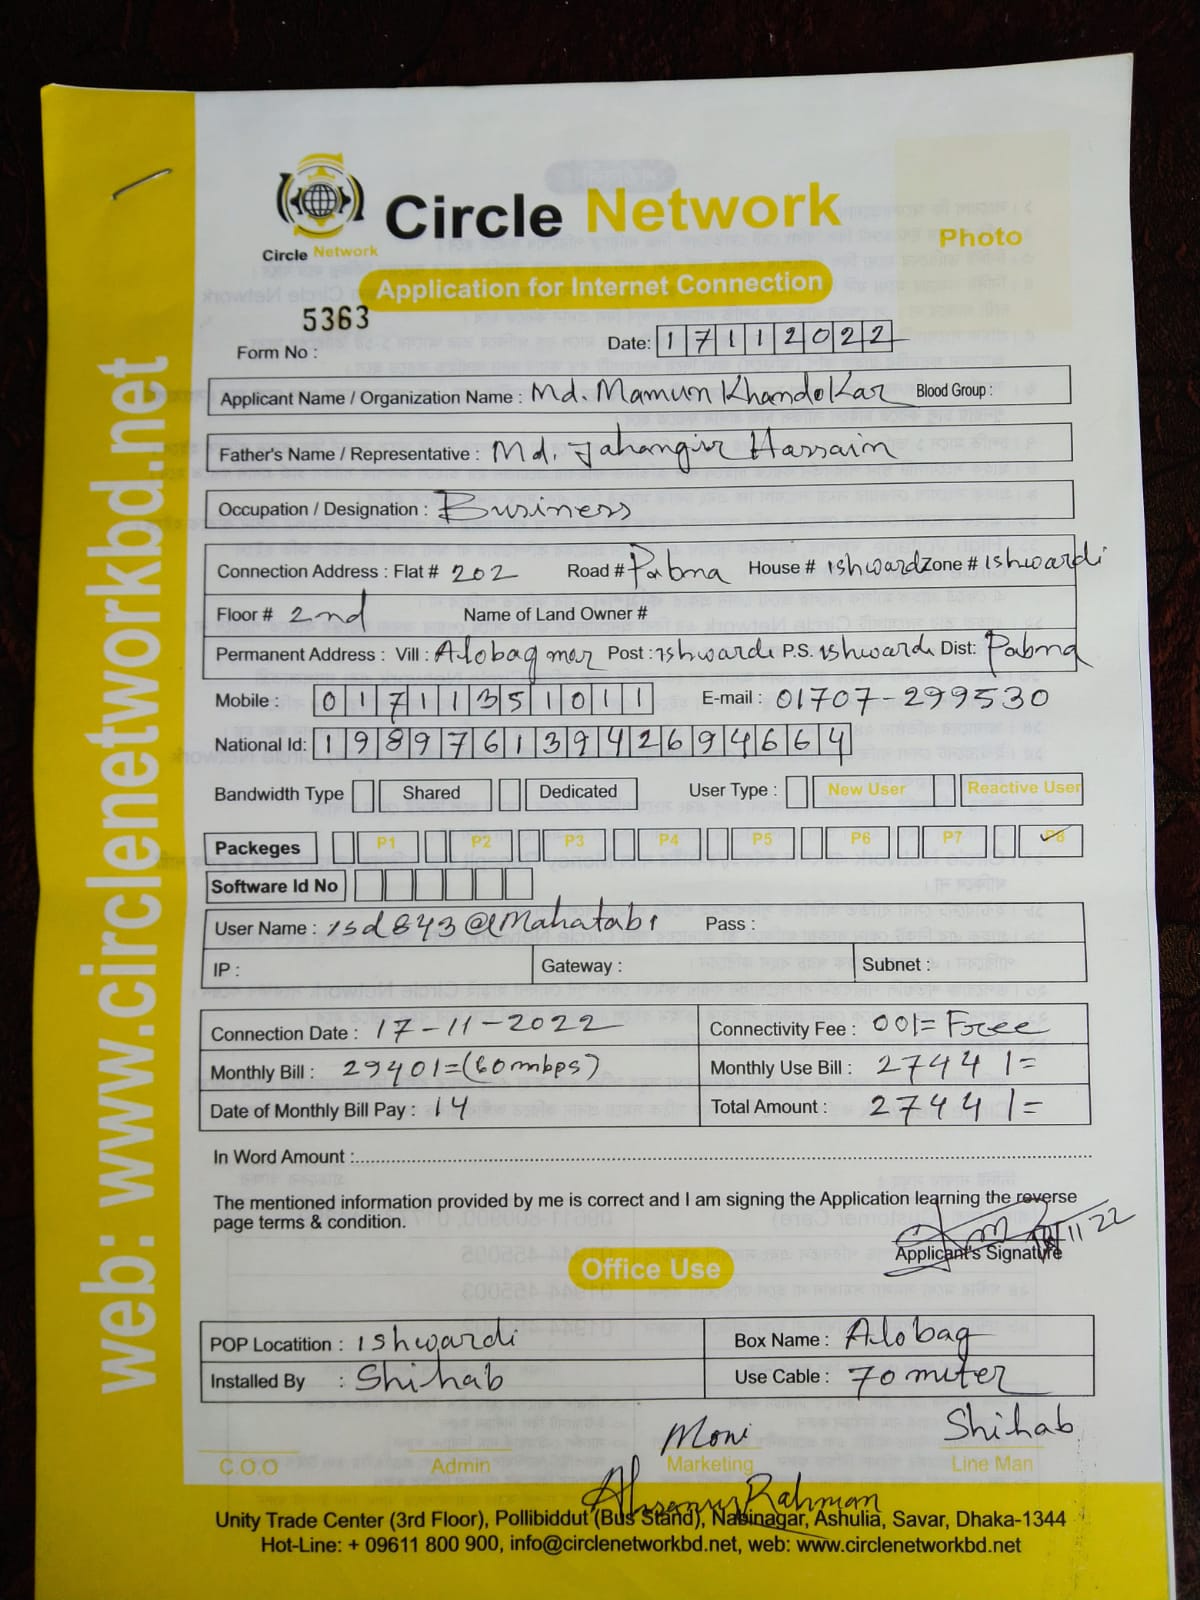 web: www.circlenetworkbd.net
Circle Network
Circle Network
Photo
Application for Internet Connection
5363
Form No :
Date: 17112022
Applicant Name / Organization Name : Md. Mamun Khandokar Blood Group :
Father's Name / Representative : Md. Jahangir Hassain
Occupation / Designation : Business
Connection Address : Flat # 202 Road # Pabna House # ishwardi Zone # ishwardi
Floor # 2nd Name of Land Owner #
Permanent Address : Vill : Alobag mor Post : ishwardi P.S. ishwardi Dist: Pabna
Mobile : 01711351011 E-mail : 01707-299530
National Id: 19897613942694664
Bandwidth Type Shared Dedicated User Type : New User Reactive User
Packeges P1 P2 P3 P4 P5 P6 P7 P8
Software Id No
User Name : isd843@Mahatab1 Pass :
IP : Gateway : Subnet :
Connection Date : 17-11-2022 Connectivity Fee : 00/= Free
Monthly Bill : 2940/= (60mbps) Monthly Use Bill : 2744/=
Date of Monthly Bill Pay : 14 Total Amount : 2744/=
In Word Amount :
The mentioned information provided by me is correct and I am signing the Application learning the reverse
page terms & condition.
Applicant's Signature
Office Use
POP Locatition : Ishwardi Box Name : Alobag
Installed By : Shihab Use Cable : 70 miter
Moni Shihab
C.O.O Admin Marketing Line Man
Rahman
Unity Trade Center (3rd Floor), Pollibiddut (Bus Stand), Nabinagar, Ashulia, Savar, Dhaka-1344
Hot-Line: + 09611 800 900, info@circlenetworkbd.net, web: www.circlenetworkbd.net